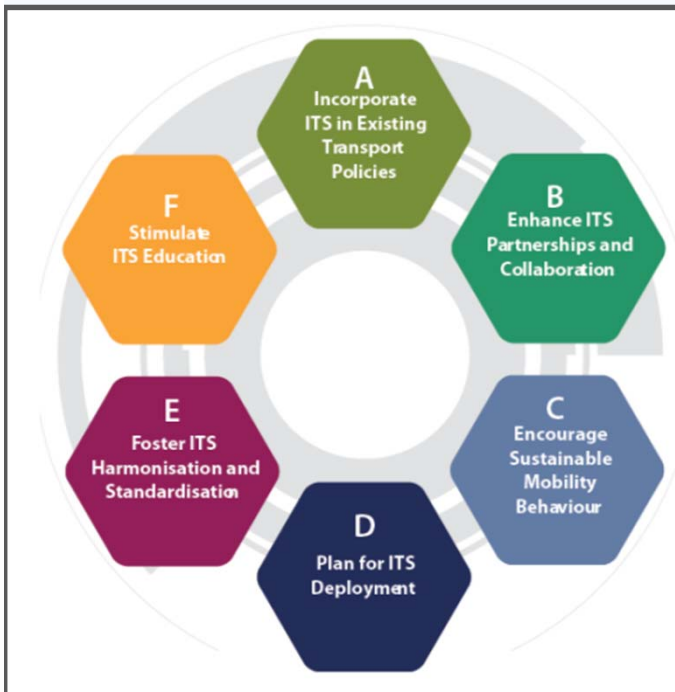 A
Incorporate
ITS in Existing
Transport
Policies
B
Enhance ITS
Partnerships and
Collaboration
C
Encourage
Sustainable
Mobility
Behaviour
D
Plan for ITS
Deployment
E
Foster ITS
Harmonisation and
Standardisation
F
Stimulate
ITS Education